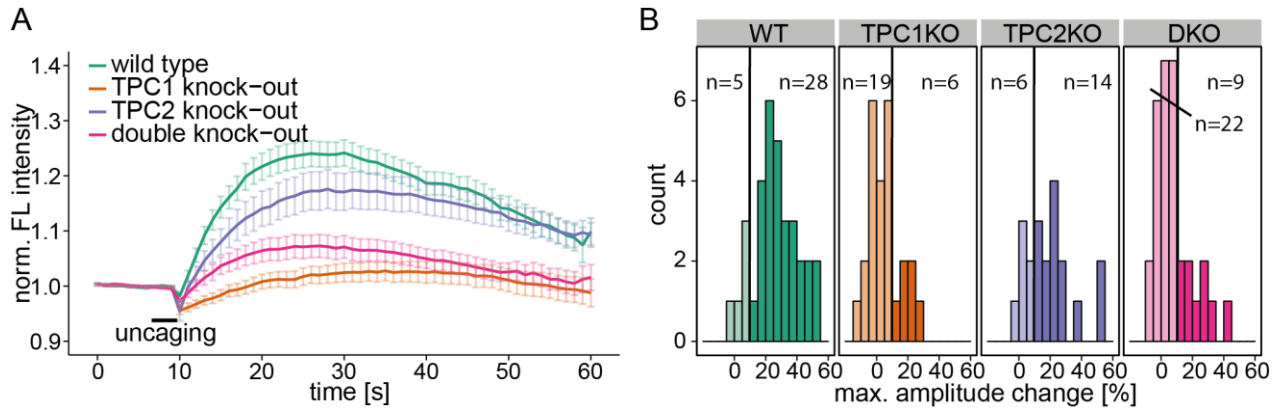 A
norm. FL intensity
1.4
1.3
1.2
1.1
1.0
0.9
wild type
TPC1 knock−out
TPC2 knock−out
double knock−out
uncaging
0 10 20 30 40 50 60
time [s]
B
WT TPC1KO TPC2KO DKO
n=5 n=28 n=19 n=6 n=6 n=14 n=9
n=22
count
6
4
2
0
0 20 40 60 0 20 40 60 0 20 40 60 0 20 40 60
max. amplitude change [%]